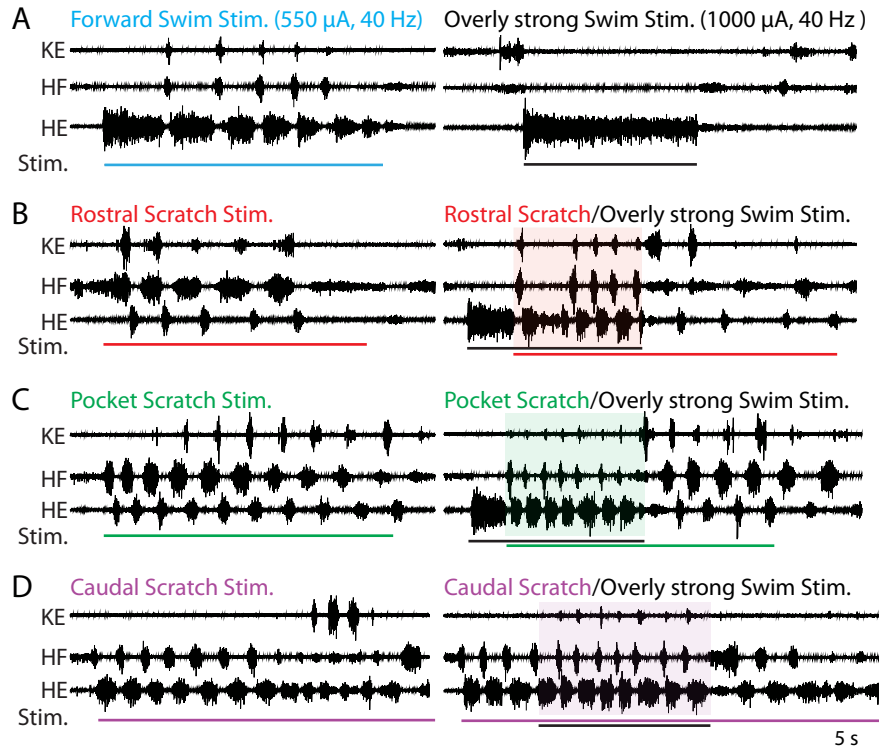 A
Forward Swim Stim. (550 µA, 40 Hz)
Overly strong Swim Stim. (1000 µA, 40 Hz )
KE
HF
HE
Stim.
B
Rostral Scratch Stim.
Rostral Scratch/Overly strong Swim Stim.
KE
HF
HE
Stim.
C
Pocket Scratch Stim.
Pocket Scratch/Overly strong Swim Stim.
KE
HF
HE
Stim.
D
Caudal Scratch Stim.
Caudal Scratch/Overly strong Swim Stim.
KE
HF
HE
Stim.
5 s